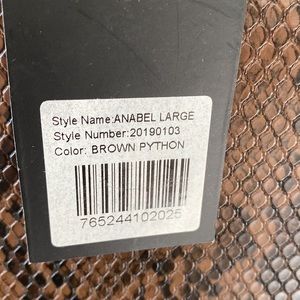 Style Name:ANABEL LARGE
Style Number:20190103
Color: BROWN PYTHON
765244102025